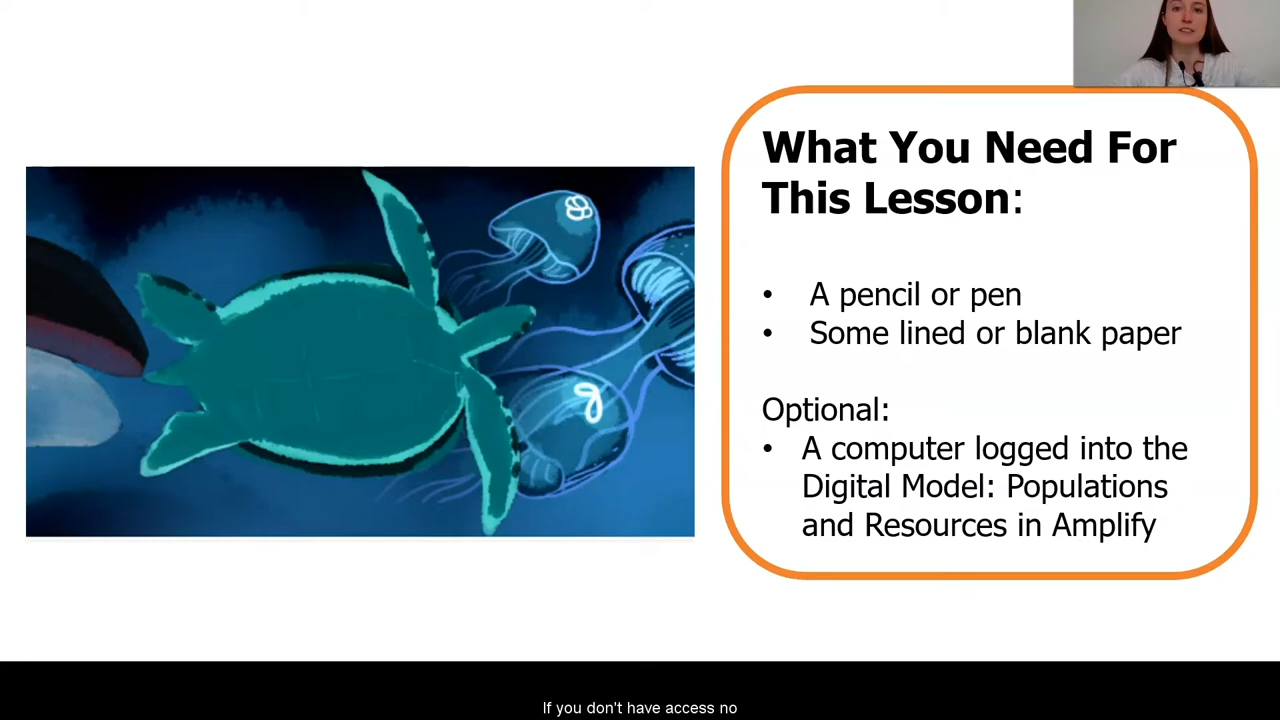 What You Need For
This Lesson:
• A pencil or pen
• Some lined or blank paper
Optional:
• A computer logged into the
Digital Model: Populations
and Resources in Amplify
If you don't have access no